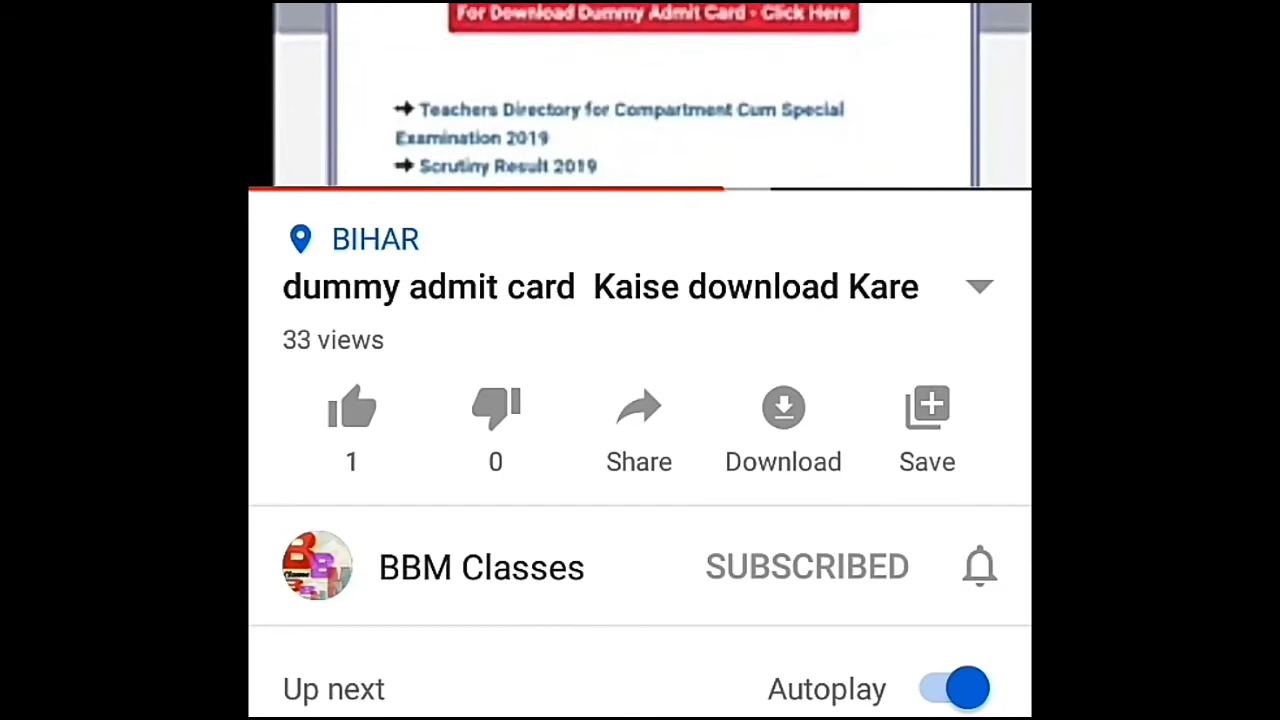 For Download Dummy Admit Card - Click Here
Teachers Directory for Compartment Cum Special
Examination 2019
Scrutiny Result 2019
BIHAR
dummy admit card Kaise download Kare
33 views
1 0 Share Download Save
BBM Classes SUBSCRIBED
Up next Autoplay